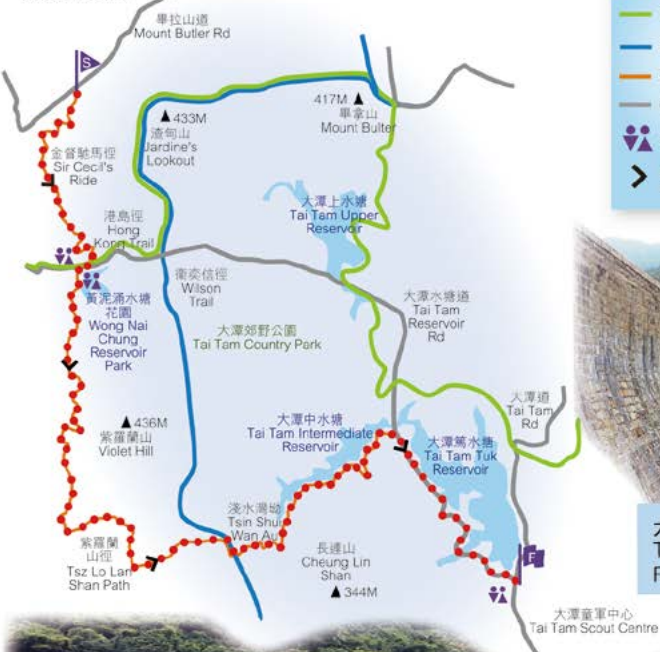 畢拉山道
Mount Butler Rd
S
433M
渣甸山
Jardine's
Lookout
417M
畢拿山
Mount Bulter
金督馳馬徑
Sir Cecil's
Ride
大潭上水塘
Tai Tam Upper
Reservoir
港島徑
Hong
Kong Trail
衞奕信徑
Wilson
Trail
黃泥涌水塘
花園
Wong Nai
Chung
Reservoir
Park
大潭水塘道
Tai Tam
Reservoir
Rd
大潭郊野公園
Tai Tam Country Park
大潭道
Tai Tam
Rd
436M
紫羅蘭山
Violet Hill
大潭中水塘
Tai Tam Intermediate
Reservoir
大潭篤水塘
Tai Tam Tuk
Reservoir
淺水灣坳
Tsin Shui
Wan Au
紫羅蘭
山徑
Tsz Lo Lan
Shan Path
長連山
Cheung Lin
Shan
344M
F
大潭童軍中心
Tai Tam Scout Centre